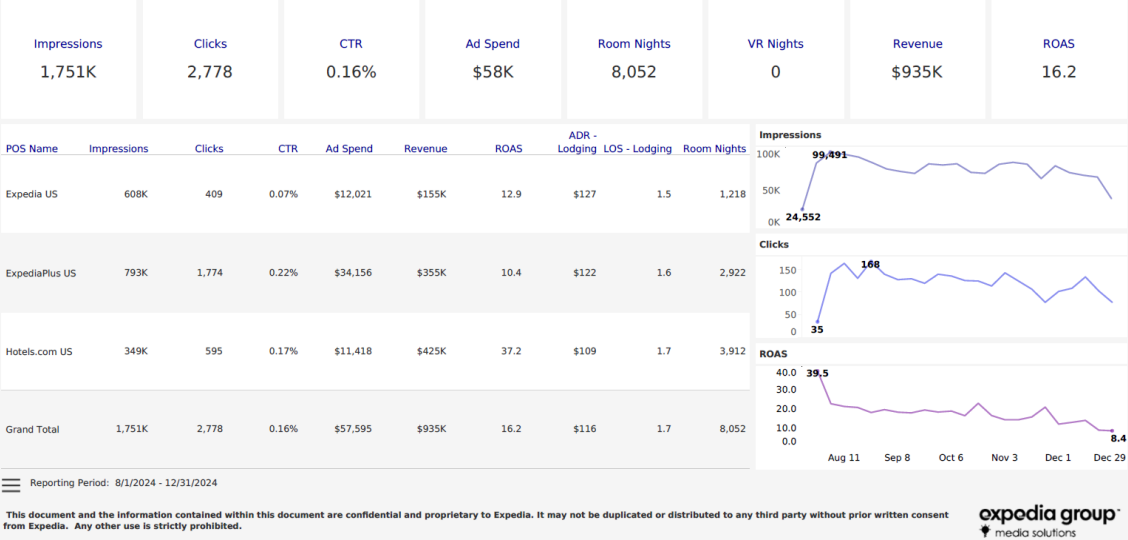 Impressions Clicks CTR Ad Spend Room Nights VR Nights Revenue ROAS
1,751K 2,778 0.16% $58K 8,052 0 $935K 16.2
ADR -
POS Name Impressions Clicks CTR Ad Spend Revenue ROAS Lodging LOS - Lodging Room Nights
Expedia US 608K 409 0.07% $12,021 $155K 12.9 $127 1.5 1,218
ExpediaPlus US 793K 1,774 0.22% $34,156 $355K 10.4 $122 1.6 2,922
Hotels.com US 349K 595 0.17% $11,418 $425K 37.2 $109 1.7 3,912
Grand Total 1,751K 2,778 0.16% $57,595 $935K 16.2 $116 1.7 8,052
Impressions
100K
99,491
50K
24,552
0K
Clicks
168
150
100
50
35
0
ROAS
40.0
39.5
30.0
20.0
10.0
8.4
0.0
Aug 11 Sep 8 Oct 6 Nov 3 Dec 1 Dec 29
Reporting Period: 8/1/2024 - 12/31/2024
This document and the information contained within this document are confidential and proprietary to Expedia. It may not be duplicated or distributed to any third party without prior written consent
from Expedia. Any other use is strictly prohibited.
expedia group
media solutions